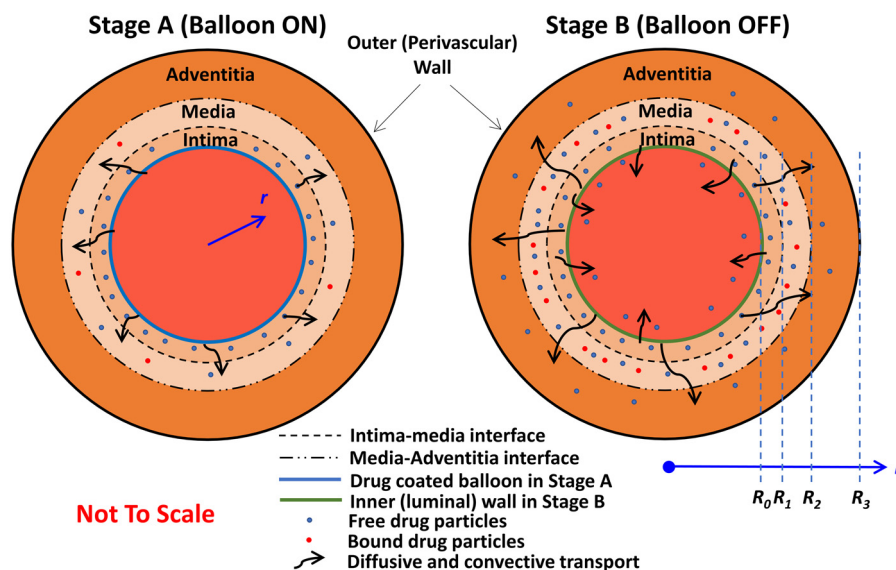 Stage A (Balloon ON)
Stage B (Balloon OFF)
Outer (Perivascular)
Wall
Adventitia
Media
Intima
r
Adventitia
Media
Intima
Intima-media interface
Media-Adventitia interface
Drug coated balloon in Stage A
Inner (luminal) wall in Stage B
Free drug particles
Bound drug particles
Diffusive and convective transport
Not To Scale
R0 R1 R2 R3